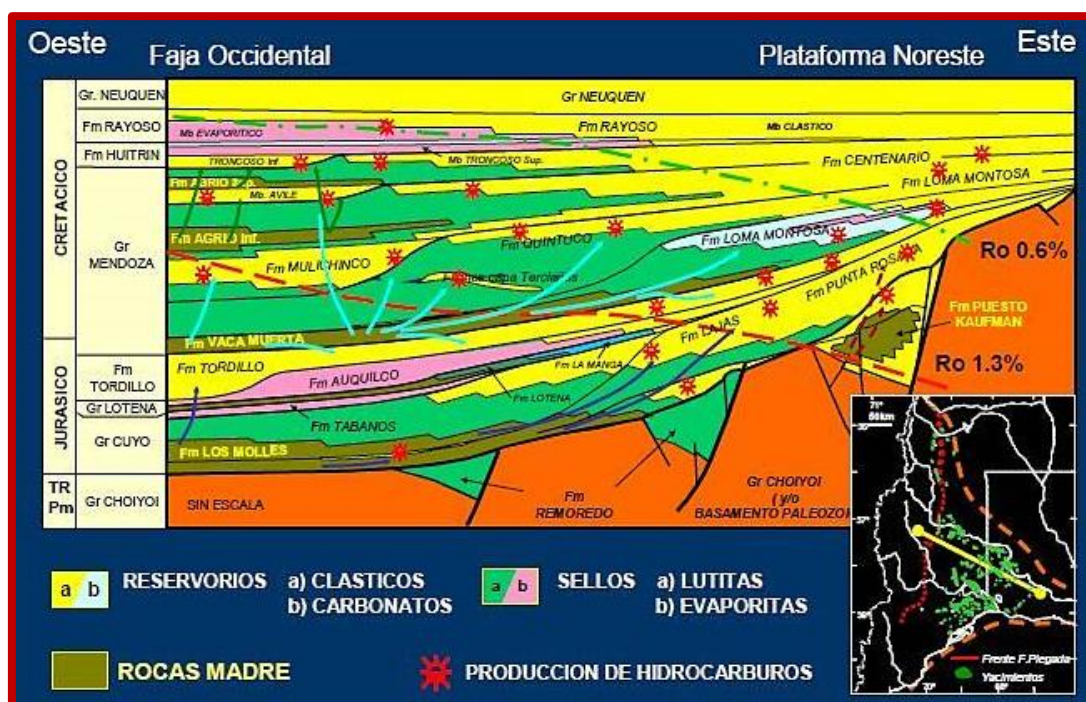 Oeste
Este
Faja Occidental
Plataforma Noreste
CRETACICO
JURASICO
TR
Pm
Gr. NEUQUEN
Fm RAYOSO
Fm HUITRIN
Gr
MENDOZA
Fm
TORDILLO
Gr LOTENA
Gr CUYO
Gr CHOIYOI
Gr NEUQUEN
Fm RAYOSO
Mb CLASTICO
Mb EVAPORITICO
Mb TRONCOSO Sup.
TRONCOSO Inf.
Fm CENTENARIO
Fm LOMA MONTOSA
Mb. AVILE
Fm AGRIO Inf.
Fm QUINTUCO
Fm LOMA MONTOSA
Fm MULICHINCO
Ro 0.6%
Fm VACA MUERTA
Fm PUESTO
KAUFMAN
Fm TORDILLO
Fm LAJAS
Fm AUQUILCO
Fm LA MANGA
Ro 1.3%
Fm LOTENA
Fm TABANOS
Fm LOS MOLLES
SIN ESCALA
Fm
REMOREDO
Gr CHOIYOI
( y/o
71°
50km
37°
70°
Frente F.Plegada
Yacimientos
a b RESERVORIOS a) CLASTICOS
b) CARBONATOS
a b SELLOS a) LUTITAS
b) EVAPORITAS
ROCAS MADRE
PRODUCCION DE HIDROCARBUROS